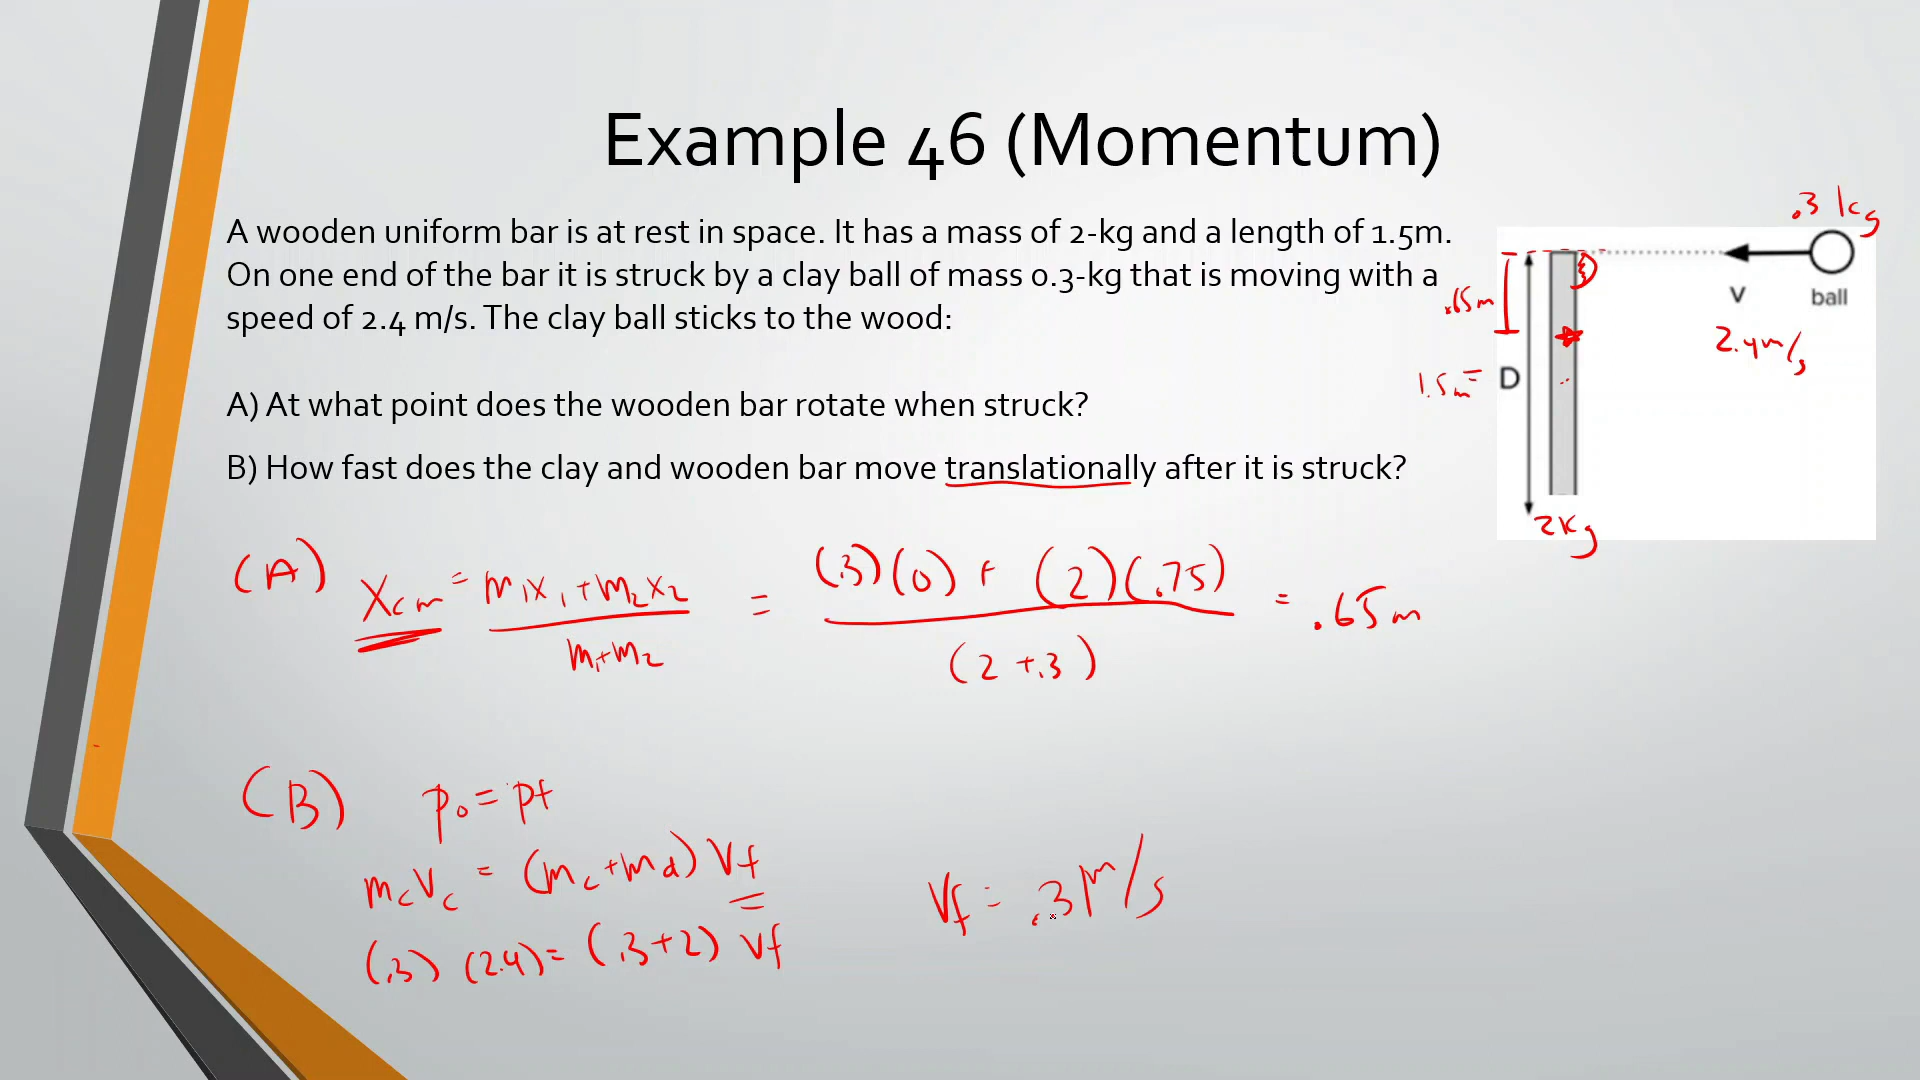 Example 46 (Momentum)
A wooden uniform bar is at rest in space. It has a mass of 2-kg and a length of 1.5m.
On one end of the bar it is struck by a clay ball of mass 0.3-kg that is moving with a
speed of 2.4 m/s. The clay ball sticks to the wood:
A) At what point does the wooden bar rotate when struck?
B) How fast does the clay and wooden bar move translationally after it is struck?
.3 kg
V
ball
2.4m/s
.65m
1.5m =
D
2kg
(A) Xcm = m1x1+m2x2 / m1+m2 = (.3)(0) + (2)(.75) / (2 +.3) = .65m
(B) po = pf
mcVc = (mc+md) Vf
(.3) (2.4) = (.3+2) Vf
Vf = .3 m/s